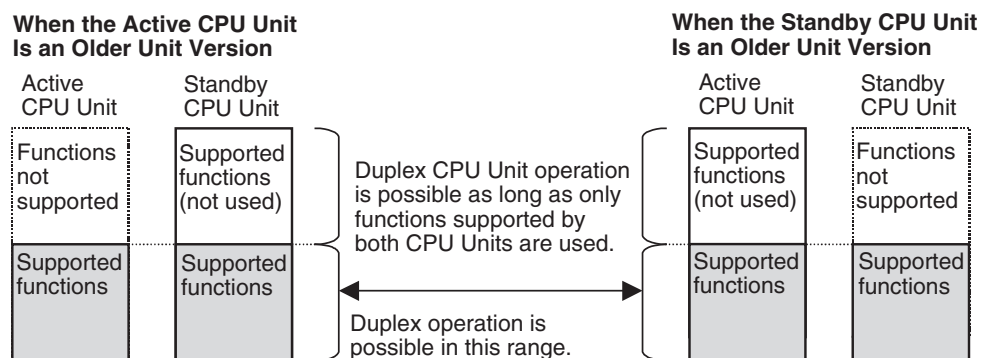 When the Active CPU Unit
Is an Older Unit Version
Active
CPU Unit
Standby
CPU Unit
Functions
not
supported
Supported
functions
(not used)
Supported
functions
Supported
functions
Duplex CPU Unit operation
is possible as long as only
functions supported by
both CPU Units are used.
Duplex operation is
possible in this range.
When the Standby CPU Unit
Is an Older Unit Version
Active
CPU Unit
Standby
CPU Unit
Supported
functions
(not used)
Functions
not
supported
Supported
functions
Supported
functions